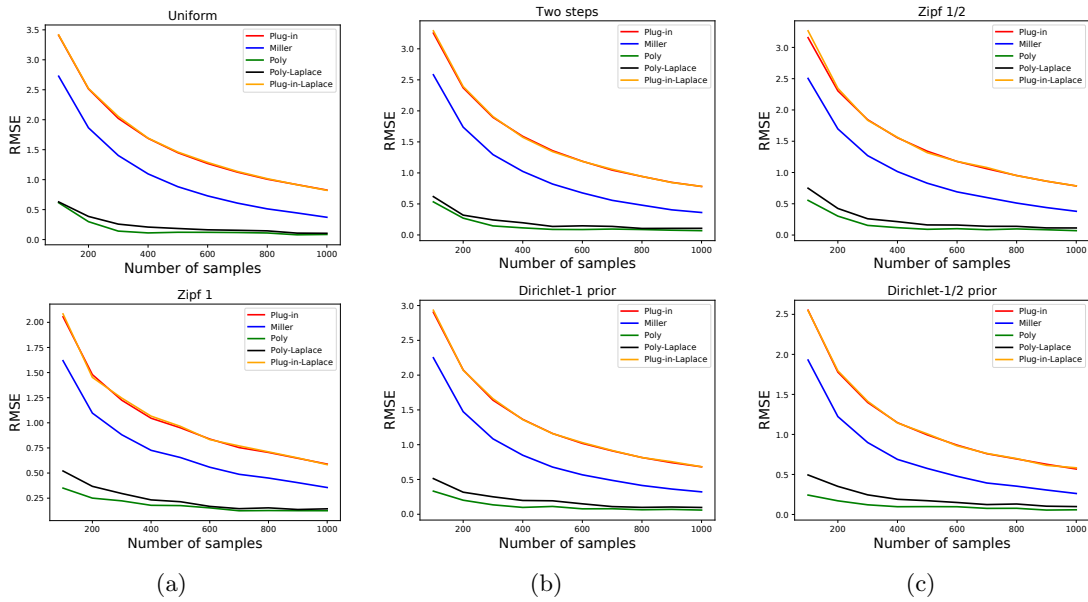 Uniform
RMSE
3.5
3.0
2.5
2.0
1.5
1.0
0.5
0.0
Plug-in
Miller
Poly
Poly-Laplace
Plug-in-Laplace
200 400 600 800 1000
Number of samples
Two steps
RMSE
3.0
2.5
2.0
1.5
1.0
0.5
0.0
Plug-in
Miller
Poly
Poly-Laplace
Plug-in-Laplace
200 400 600 800 1000
Number of samples
Zipf 1/2
RMSE
3.0
2.5
2.0
1.5
1.0
0.5
0.0
Plug-in
Miller
Poly
Poly-Laplace
Plug-in-Laplace
200 400 600 800 1000
Number of samples
Zipf 1
RMSE
2.00
1.75
1.50
1.25
1.00
0.75
0.50
0.25
Plug-in
Miller
Poly
Poly-Laplace
Plug-in-Laplace
200 400 600 800 1000
Number of samples
Dirichlet-1 prior
RMSE
3.0
2.5
2.0
1.5
1.0
0.5
0.0
Plug-in
Miller
Poly
Poly-Laplace
Plug-in-Laplace
200 400 600 800 1000
Number of samples
Dirichlet-1/2 prior
RMSE
2.5
2.0
1.5
1.0
0.5
0.0
Plug-in
Miller
Poly
Poly-Laplace
Plug-in-Laplace
200 400 600 800 1000
Number of samples
(a)
(b)
(c)